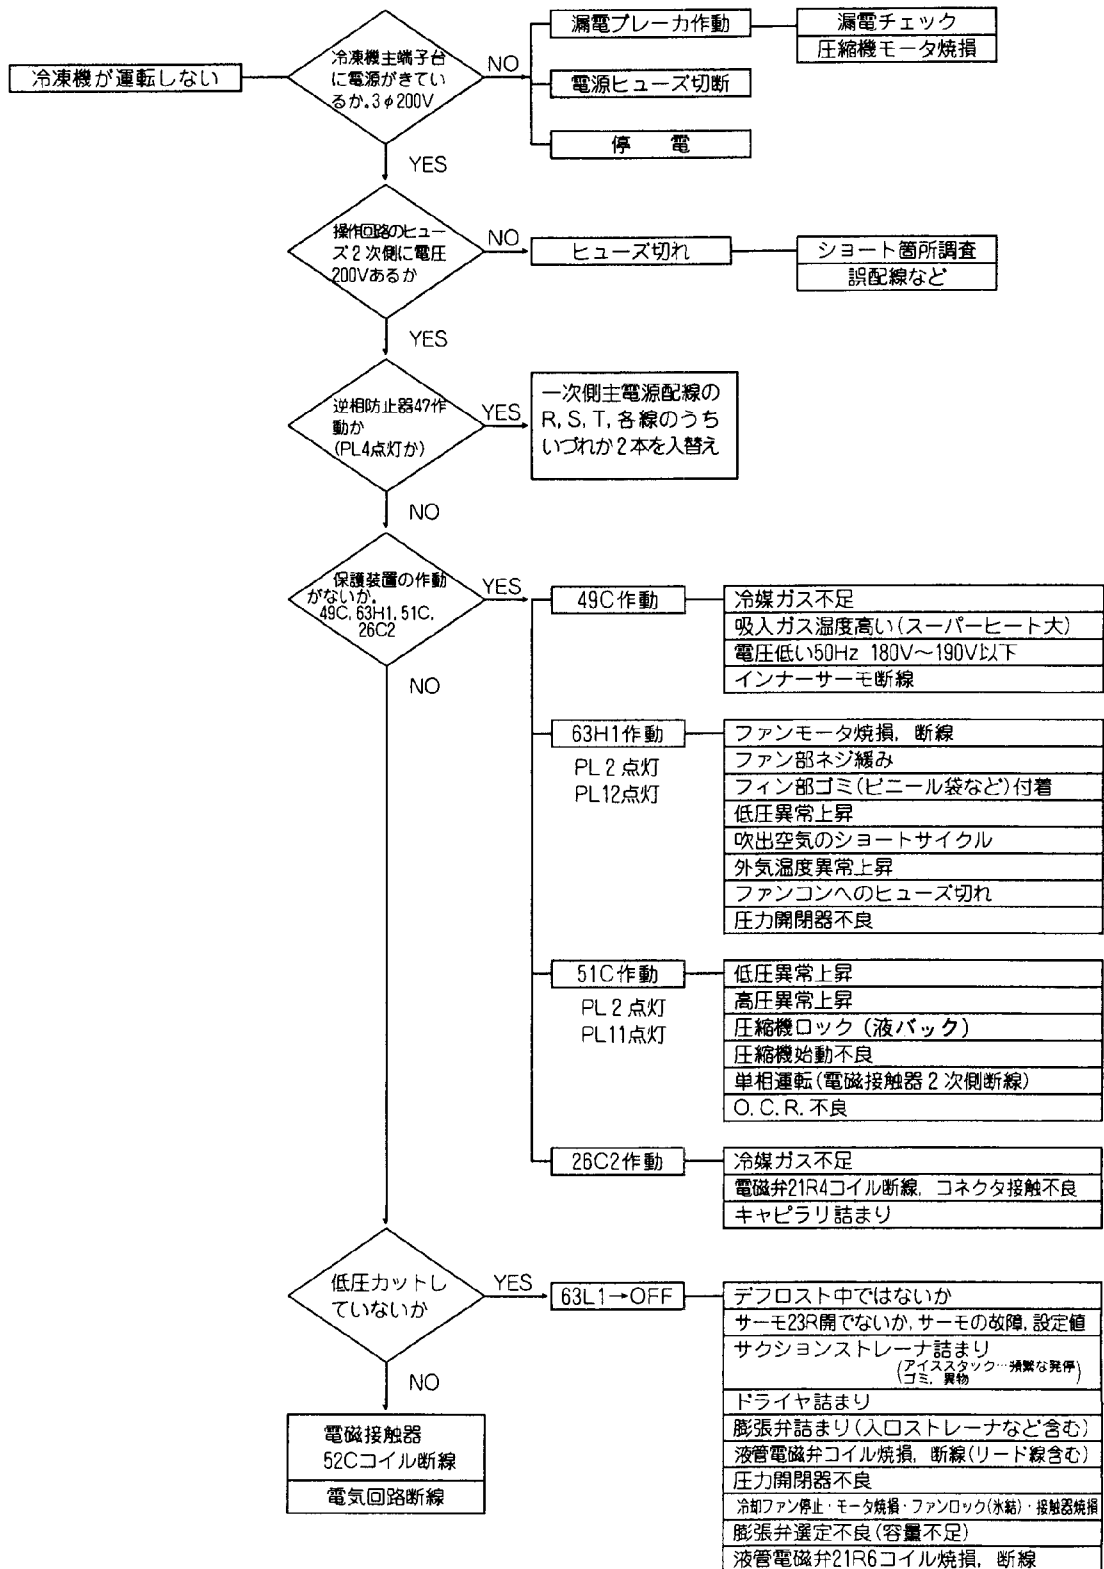 冷凍機が運転しない
冷凍機主端子台
に電源がきてい
るか.3φ200V
NO
漏電ブレーカ作動
漏電チェック
圧縮機モータ焼損
電源ヒューズ切断
停電
YES
操作回路のヒュー
ズ2次側に電圧
200Vあるか
NO
ヒューズ切れ
ショート箇所調査
誤配線など
YES
逆相防止器47作
動か
(PL4点灯か)
YES
一次側主電源配線の
R, S, T, 各線のうち
いづれか2本を入替え
NO
保護装置の作動
がないか.
49C, 63H1, 51C,
26C2
YES
49C作動
冷媒ガス不足
吸入ガス温度高い(スーパーヒート大)
電圧低い50Hz 180V〜190V以下
インナーサーモ断線
NO
63H1作動
PL2点灯
PL12点灯
ファンモータ焼損, 断線
ファン部ネジ緩み
フィン部ゴミ(ビニール袋など)付着
低圧異常上昇
吹出空気のショートサイクル
外気温度異常上昇
ファンコンへのヒューズ切れ
圧力開閉器不良
51C作動
PL2点灯
PL11点灯
低圧異常上昇
高圧異常上昇
圧縮機ロック(液バック)
圧縮機始動不良
単相運転(電磁接触器2次側断線)
O.C.R.不良
26C2作動
冷媒ガス不足
電磁弁21R4コイル断線, コネクタ接触不良
キャピラリ詰まり
低圧カットし
ていないか
YES
63L1→OFF
デフロスト中ではないか
サーモ23R開でないか, サーモの故障, 設定値
サクションストレーナ詰まり
(アイススタック…頻繁な発停
ゴミ, 異物)
ドライヤ詰まり
膨張弁詰まり(入口ストレーナなど含む)
液管電磁弁コイル焼損, 断線(リード線含む)
圧力開閉器不良
冷却ファン停止・モータ焼損・ファンロック(氷結)・接触器焼損
膨張弁選定不良(容量不足)
液管電磁弁21R6コイル焼損, 断線
NO
電磁接触器
52Cコイル断線
電気回路断線